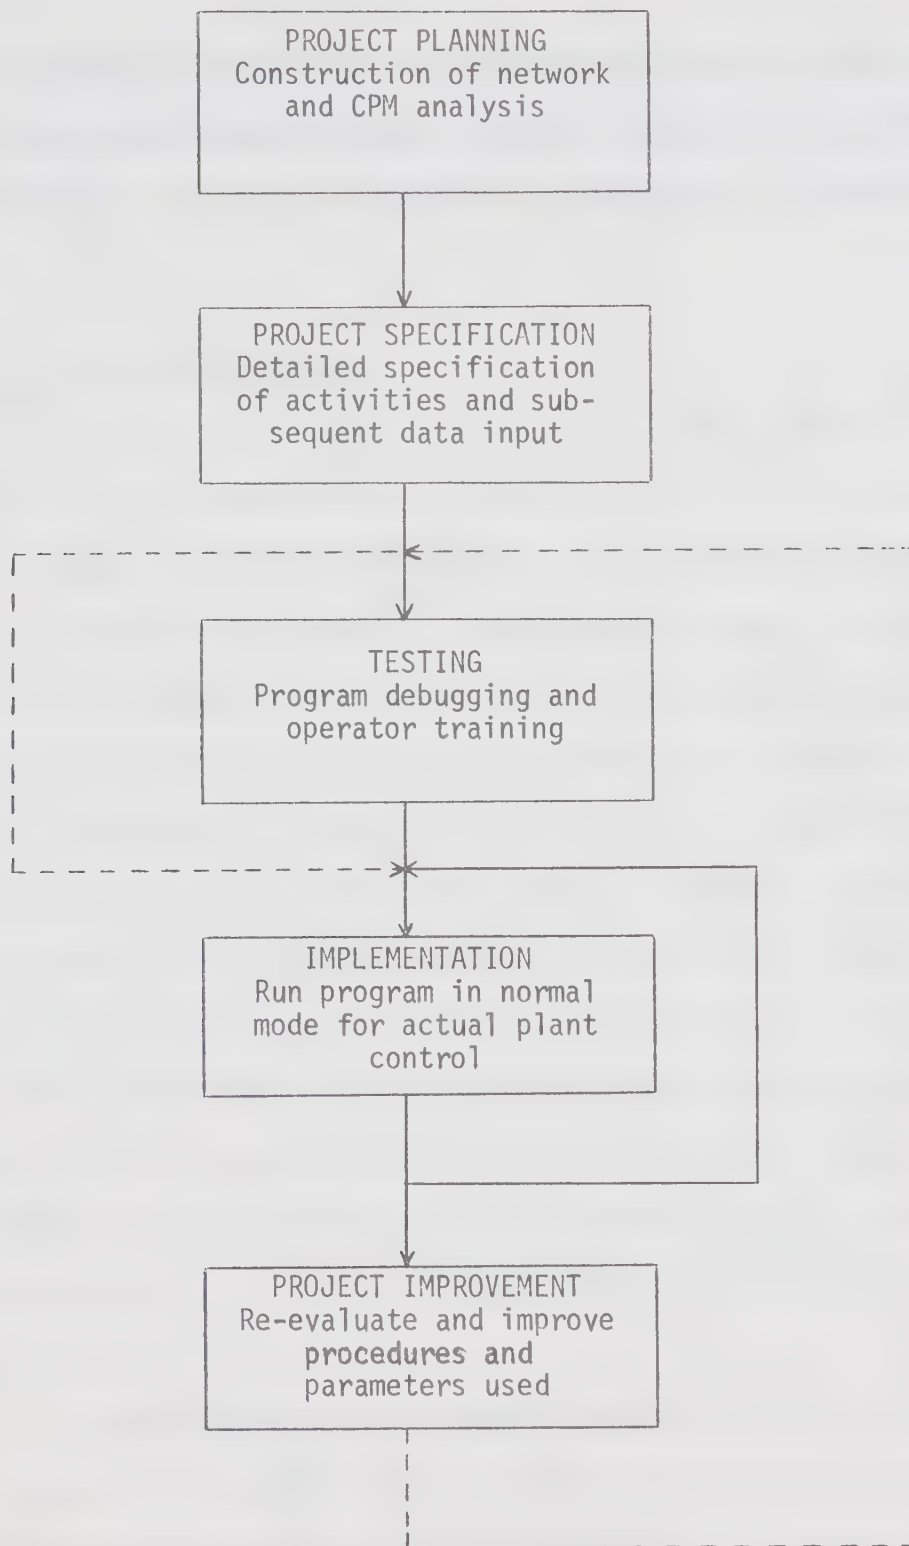 PROJECT PLANNING
Construction of network
and CPM analysis
PROJECT SPECIFICATION
Detailed specification
of activities and sub-
sequent data input
TESTING
Program debugging and
operator training
IMPLEMENTATION
Run program in normal
mode for actual plant
control
PROJECT IMPROVEMENT
Re-evaluate and improve
procedures and
parameters used